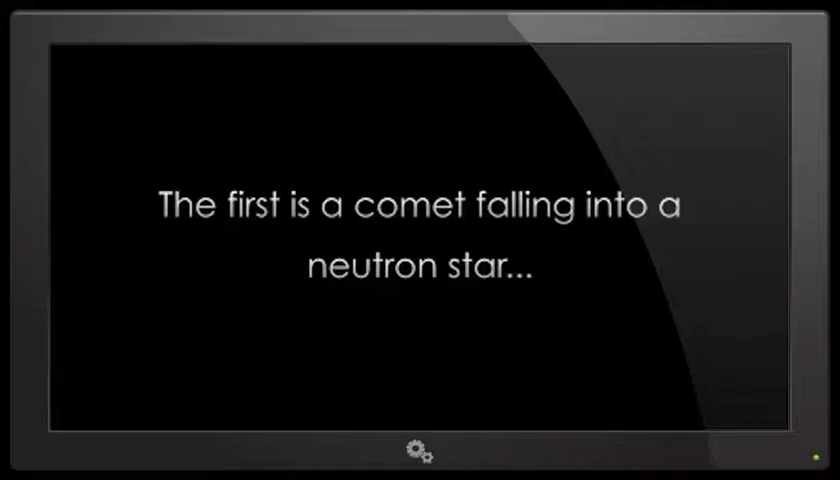 The first is a comet falling into a
neutron star...